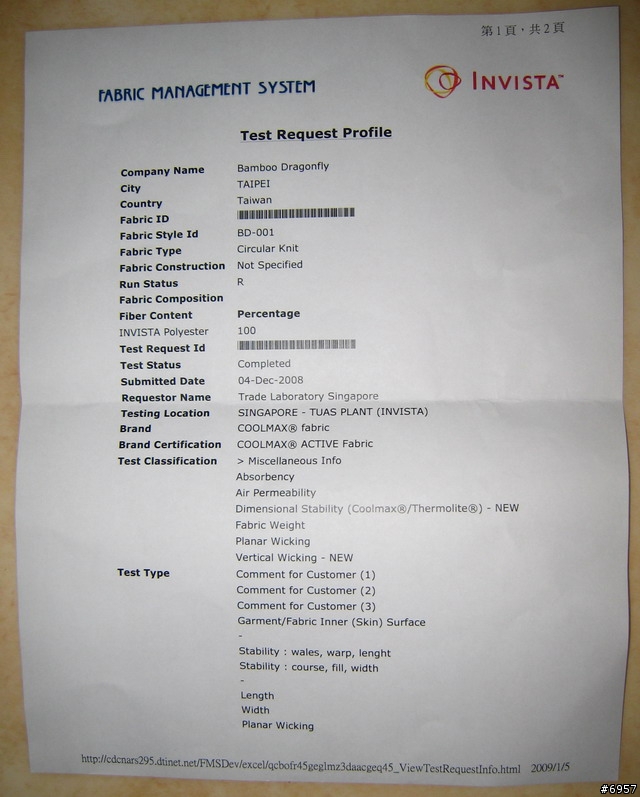 第1頁，共2頁
FABRIC MANAGEMENT SYSTEM
INVISTA™
Test Request Profile
Company Name Bamboo Dragonfly
City TAIPEI
Country Taiwan
Fabric ID
Fabric Style Id BD-001
Fabric Type Circular Knit
Fabric Construction Not Specified
Run Status R
Fabric Composition
Fiber Content Percentage
INVISTA Polyester 100
Test Request Id
Test Status Completed
Submitted Date 04-Dec-2008
Requestor Name Trade Laboratory Singapore
Testing Location SINGAPORE - TUAS PLANT (INVISTA)
Brand COOLMAX® fabric
Brand Certification COOLMAX® ACTIVE Fabric
Test Classification > Miscellaneous Info
Absorbency
Air Permeability
Dimensional Stability (Coolmax®/Thermolite®) - NEW
Fabric Weight
Planar Wicking
Vertical Wicking - NEW
Test Type Comment for Customer (1)
Comment for Customer (2)
Comment for Customer (3)
Garment/Fabric Inner (Skin) Surface
-
Stability : wales, warp, lenght
Stability : course, fill, width
-
Length
Width
Planar Wicking
http://cdcnars295.dtinet.net/FMSDev/excel/qcbofr45geglmz3daacgeq45_ViewTestRequestInfo.html 2009/1/5
#6957